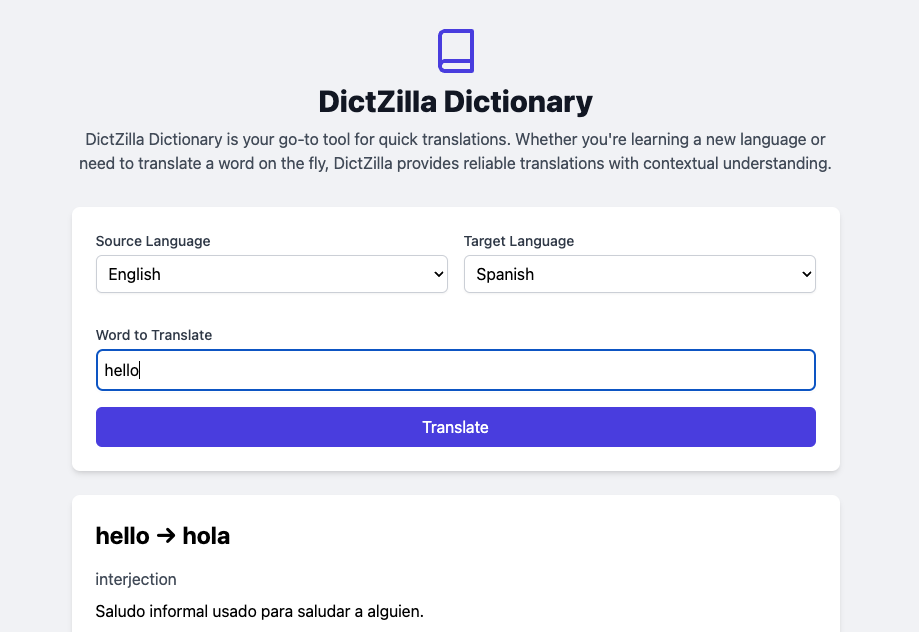 DictZilla Dictionary
DictZilla Dictionary is your go-to tool for quick translations. Whether you're learning a new language or
need to translate a word on the fly, DictZilla provides reliable translations with contextual understanding.
Source Language
Target Language
English
Spanish
Word to Translate
hello
Translate
hello → hola
interjection
Saludo informal usado para saludar a alguien.